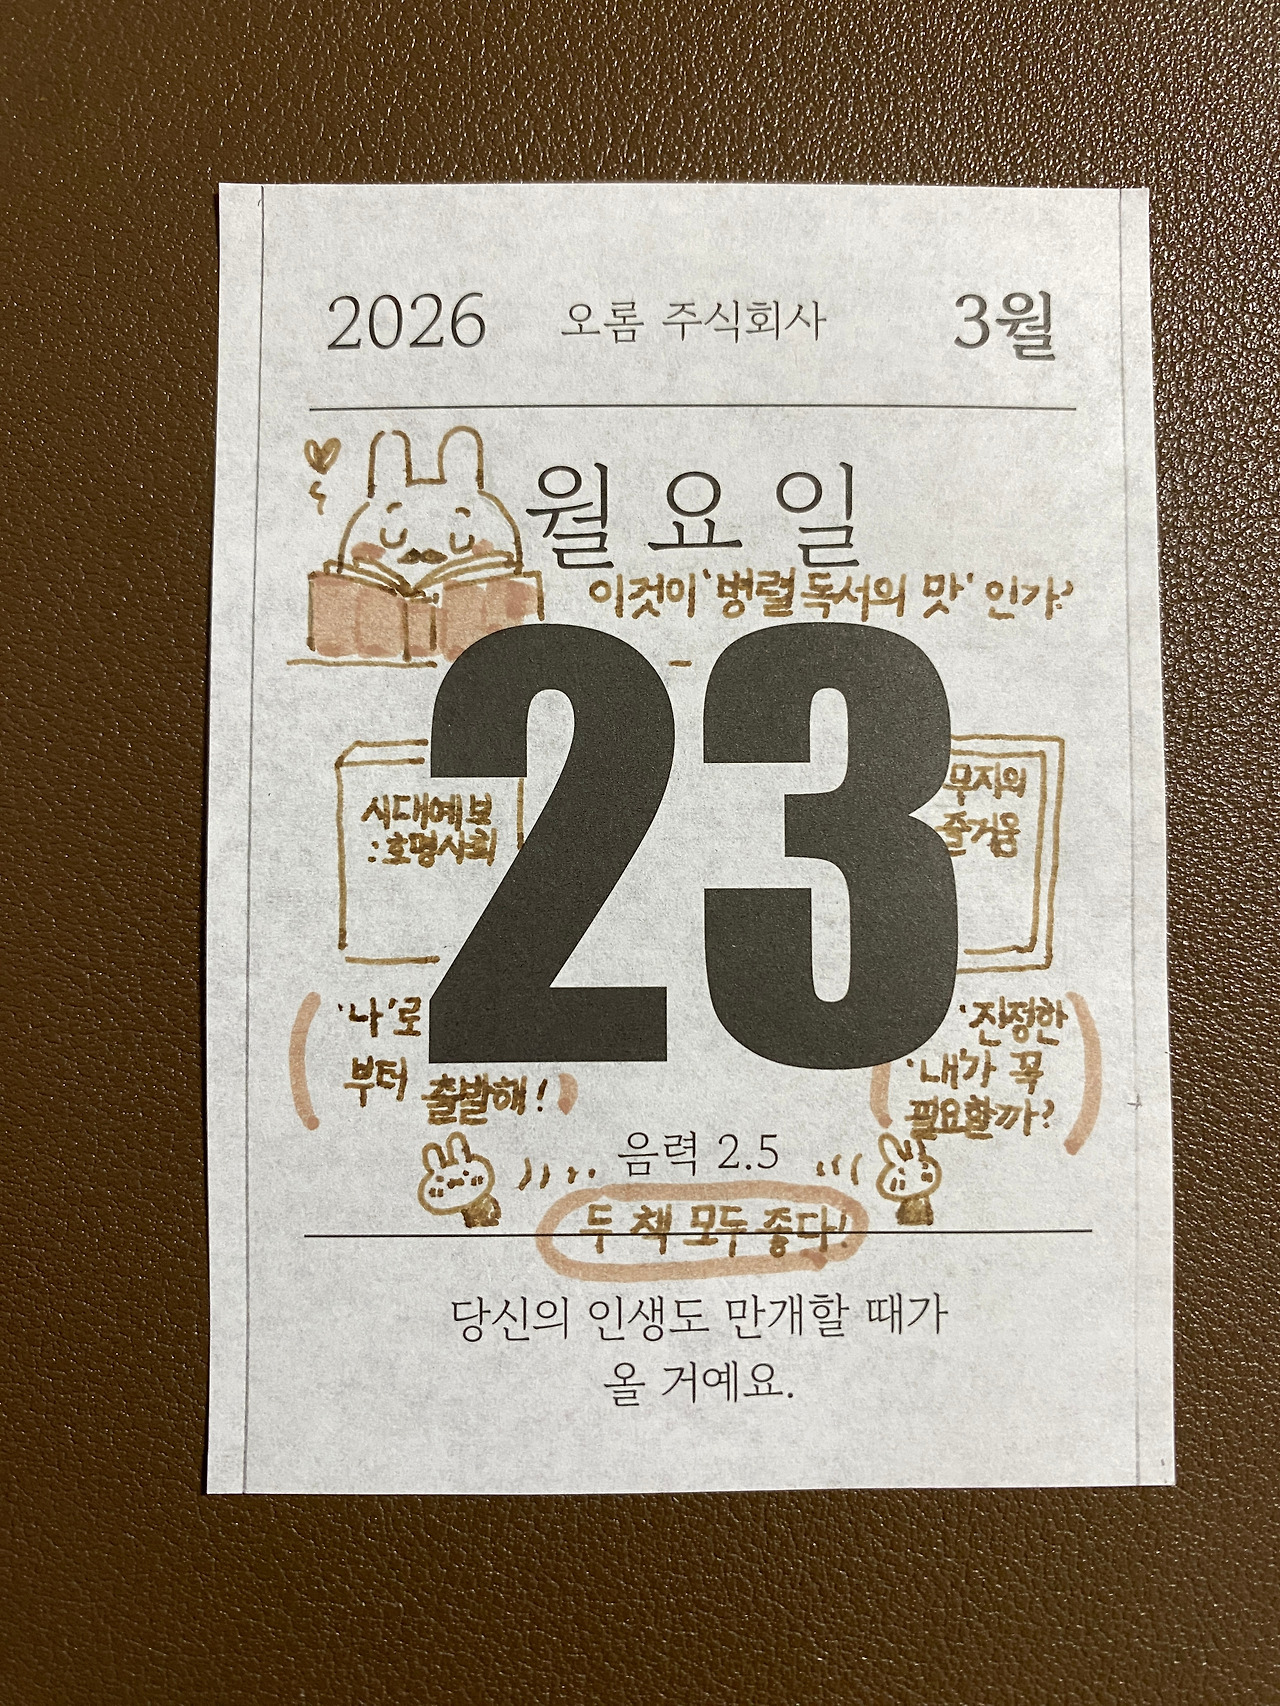 2026 오롬 주식회사 3월
월요일
이것이 '병렬독서의 맛' 인가?
23
시대예보
:호명사회
무지의
즐거움
'나'로
부터 출발해!
'진정한
'내'가 꼭
필요할까?
음력 2.5
두 책 모두 좋다!
당신의 인생도 만개할 때가
올 거예요.